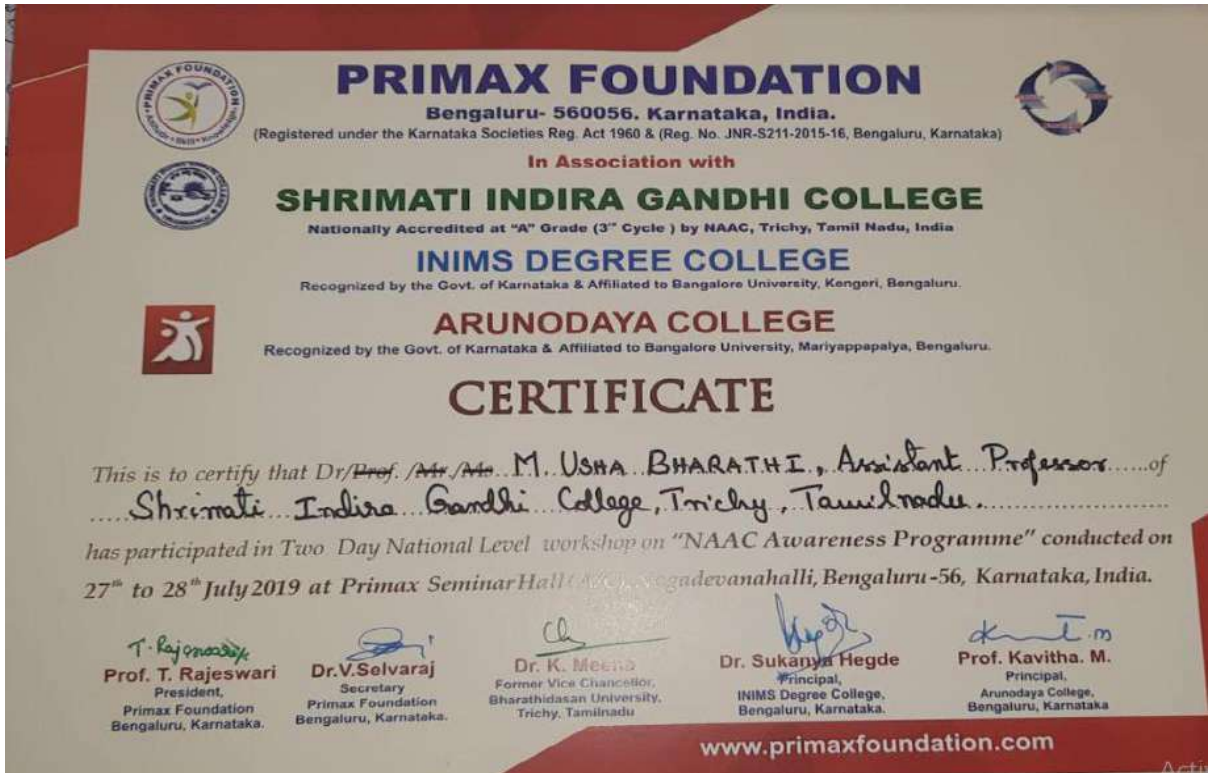 PRIMAX FOUNDATION
Bengaluru- 560056. Karnataka, India.
(Registered under the Karnataka Societies Reg. Act 1960 & (Reg. No. JNR-S211-2015-16, Bengaluru, Karnataka)
In Association with
SHRIMATI INDIRA GANDHI COLLEGE
Nationally Accredited at "A" Grade (3rd Cycle ) by NAAC, Trichy, Tamil Nadu, India
INIMS DEGREE COLLEGE
Recognized by the Govt. of Karnataka & Affiliated to Bangalore University, Kengeri, Bengaluru.
ARUNODAYA COLLEGE
Recognized by the Govt. of Karnataka & Affiliated to Bangalore University, Mariyappapalya, Bengaluru.
CERTIFICATE
This is to certify that Dr/Prof. /Mr./Ms M. USHA BHARATHI, Assistant Professor of
Shrimati Indira Gandhi College, Trichy, Tamilnadu.
has participated in Two Day National Level workshop on "NAAC Awareness Programme" conducted on
27th to 28th July 2019 at Primax Seminar Hall Bengaluru-56, Karnataka, India.
T. Rajeswari
Prof. T. Rajeswari
President,
Primax Foundation
Bengaluru, Karnataka.
Dr.V.Selvaraj
Secretary
Primax Foundation
Bengaluru, Karnataka.
Dr. K. Meena
Former Vice Chancellor,
Bharathidasan University,
Trichy, Tamilnadu
Dr. Sukanya Hegde
Principal,
INIMS Degree College,
Bengaluru, Karnataka.
Prof. Kavitha. M.
Principal,
Arunodaya College,
Bengaluru, Karnataka
www.primaxfoundation.com